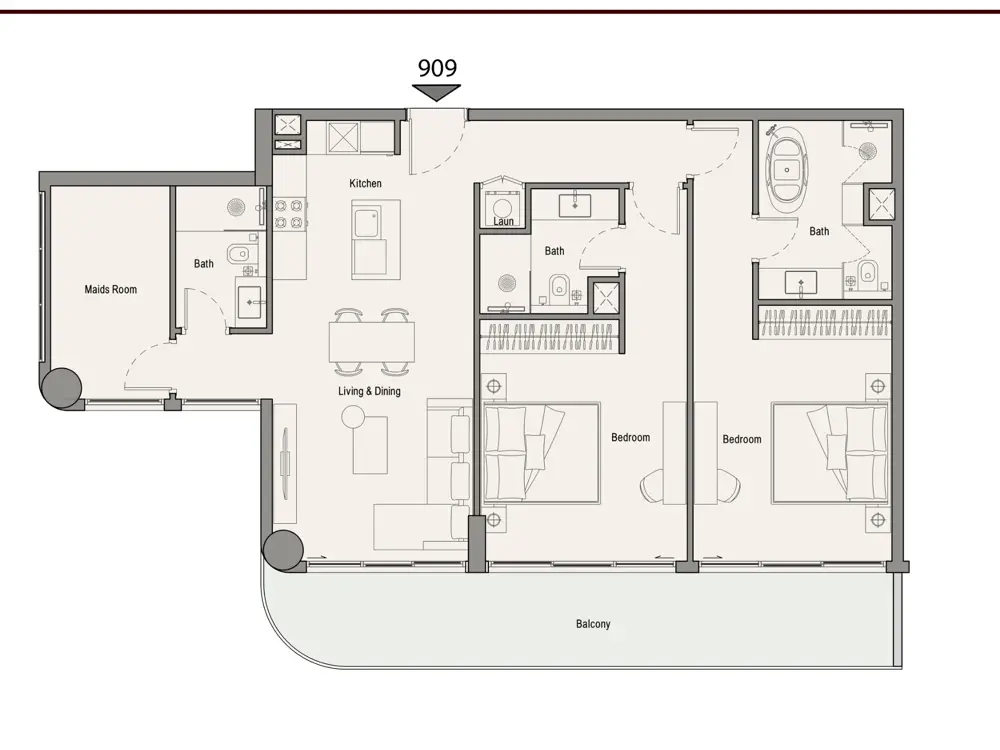 909
Kitchen
Laun
Bath
Bath
Bath
Maids Room
Living & Dining
Bedroom
Bedroom
Balcony